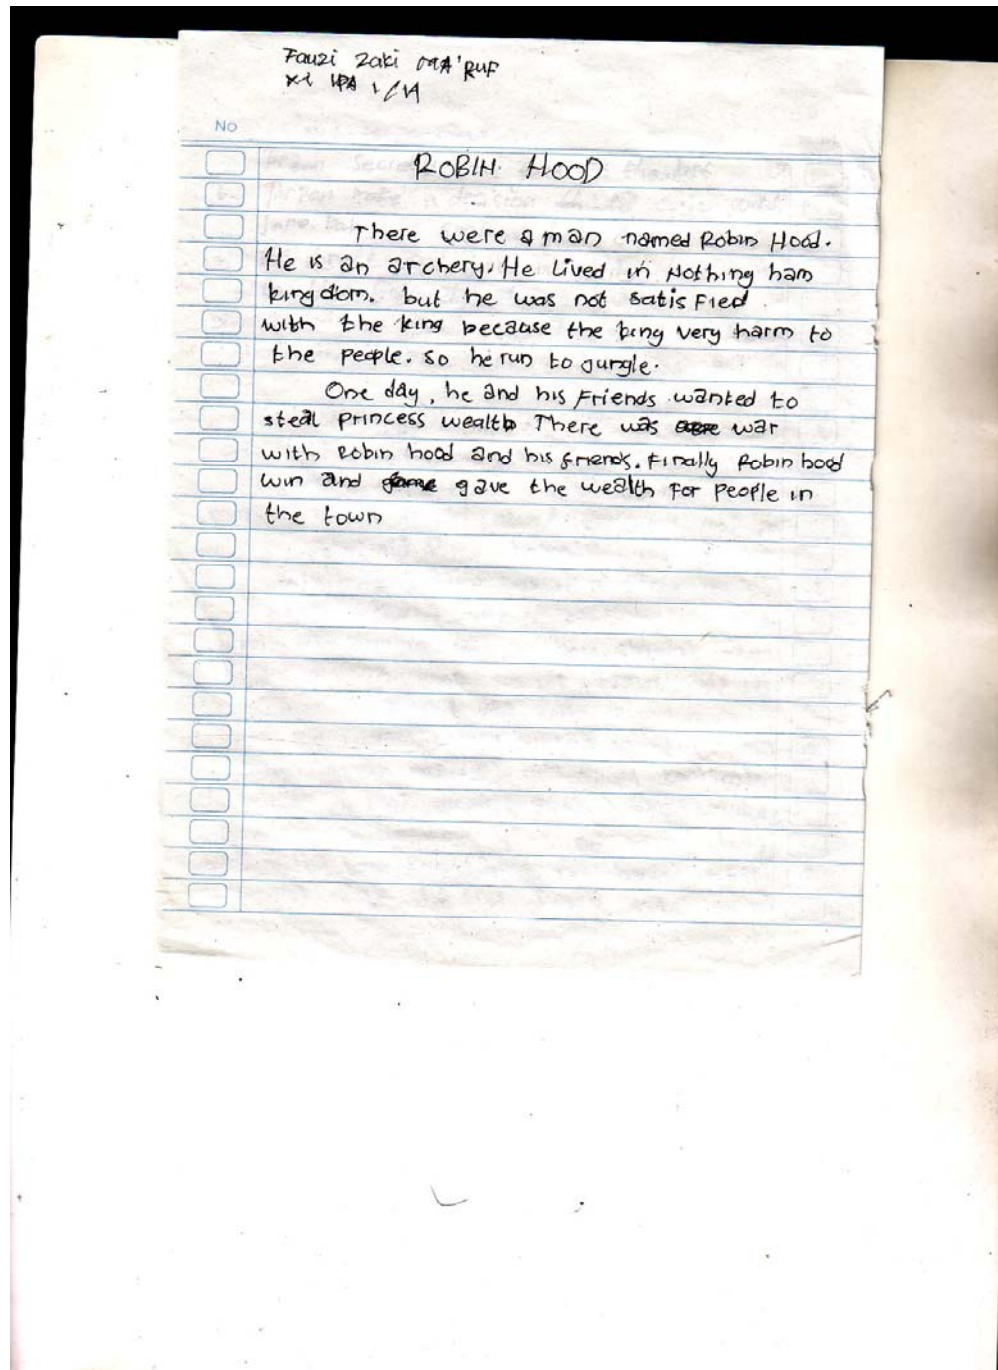 Fauzi Zaki MA'RUF
XI IPA 1 / 14
No
ROBIN HOOD
There were a man named Robin Hood.
He is an archery. He Lived in Nothing ham
kingdom. but he was not satisfied
with the king because the king very harm to
the people. so he run to jungle.
One day, he and his Friends wanted to
steal princess wealth There was war
with Robin hood and his friends. Finally Robin hood
win and gave the wealth For People in
the town